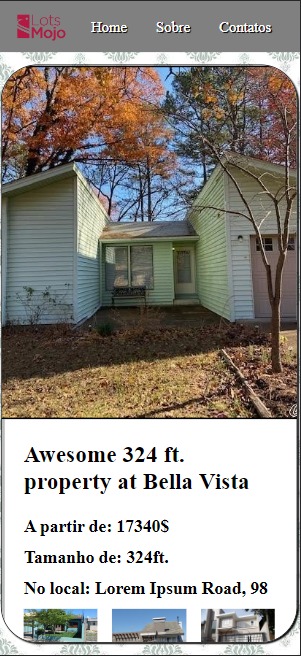 Lots
Mojo
Home Sobre Contatos
Awesome 324 ft.
property at Bella Vista
A partir de: 17340$
Tamanho de: 324ft.
No local: Lorem Ipsum Road, 98